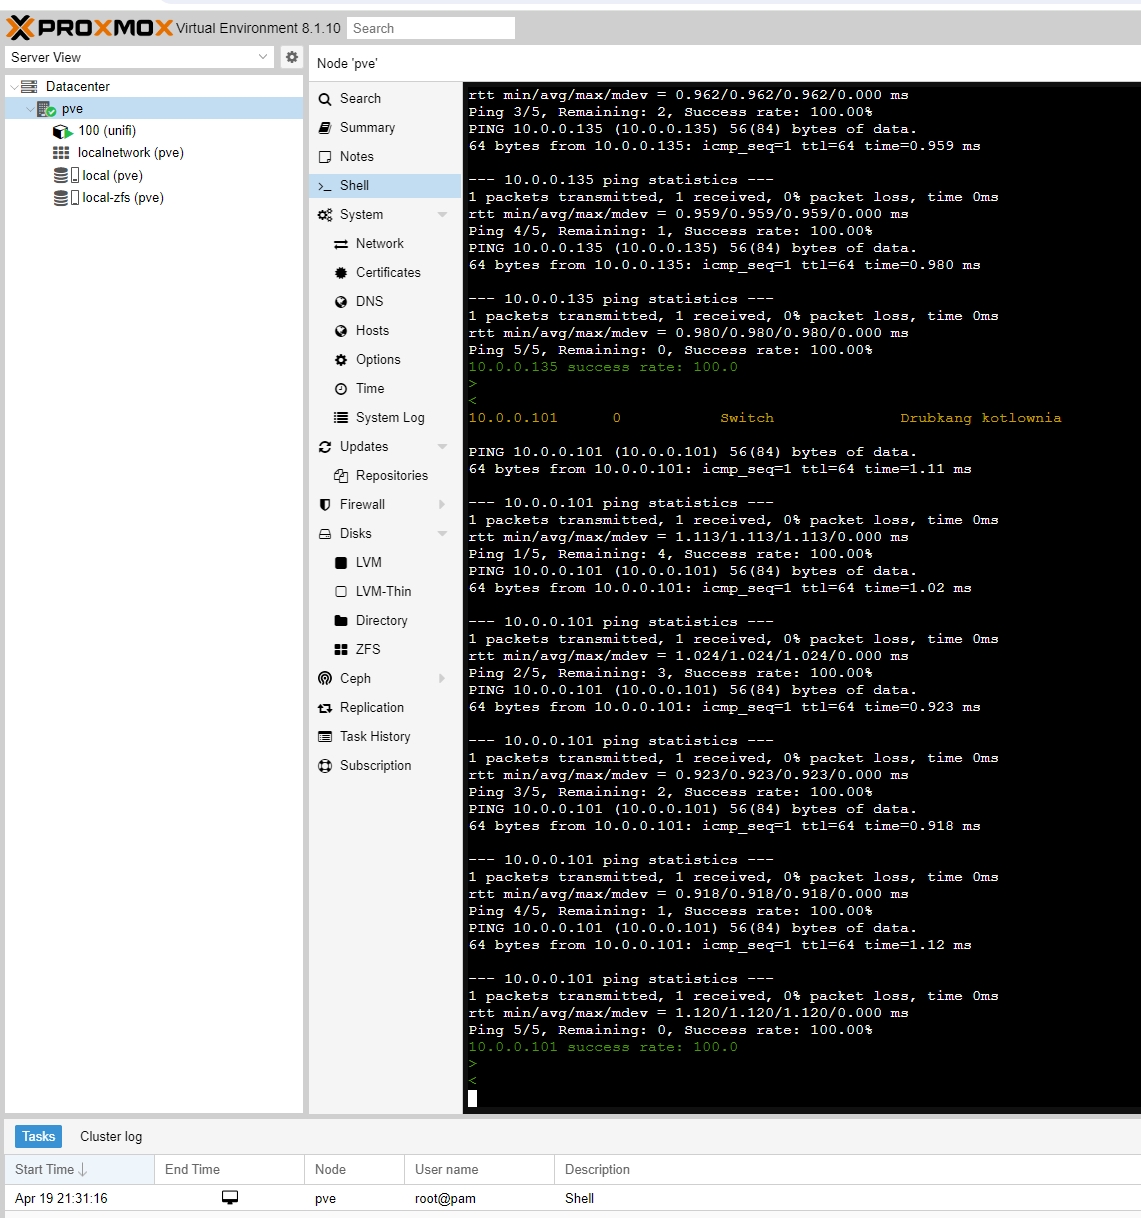 PROXMOX Virtual Environment 8.1.10 Search
Server View
Datacenter
pve
100 (unifi)
localnetwork (pve)
local (pve)
local-zfs (pve)
Node 'pve'
Search
Summary
Notes
Shell
System
Network
Certificates
DNS
Hosts
Options
Time
System Log
Updates
Repositories
Firewall
Disks
LVM
LVM-Thin
Directory
ZFS
Ceph
Replication
Task History
Subscription
rtt min/avg/max/mdev = 0.962/0.962/0.962/0.000 ms
Ping 3/5, Remaining: 2, Success rate: 100.00%
PING 10.0.0.135 (10.0.0.135) 56(84) bytes of data.
64 bytes from 10.0.0.135: icmp_seq=1 ttl=64 time=0.959 ms
--- 10.0.0.135 ping statistics ---
1 packets transmitted, 1 received, 0% packet loss, time 0ms
rtt min/avg/max/mdev = 0.959/0.959/0.959/0.000 ms
Ping 4/5, Remaining: 1, Success rate: 100.00%
PING 10.0.0.135 (10.0.0.135) 56(84) bytes of data.
64 bytes from 10.0.0.135: icmp_seq=1 ttl=64 time=0.980 ms
--- 10.0.0.135 ping statistics ---
1 packets transmitted, 1 received, 0% packet loss, time 0ms
rtt min/avg/max/mdev = 0.980/0.980/0.980/0.000 ms
Ping 5/5, Remaining: 0, Success rate: 100.00%
10.0.0.135 success rate: 100.0
>
<
10.0.0.101 0 Switch Drubkang kotlownia
PING 10.0.0.101 (10.0.0.101) 56(84) bytes of data.
64 bytes from 10.0.0.101: icmp_seq=1 ttl=64 time=1.11 ms
--- 10.0.0.101 ping statistics ---
1 packets transmitted, 1 received, 0% packet loss, time 0ms
rtt min/avg/max/mdev = 1.113/1.113/1.113/0.000 ms
Ping 1/5, Remaining: 4, Success rate: 100.00%
PING 10.0.0.101 (10.0.0.101) 56(84) bytes of data.
64 bytes from 10.0.0.101: icmp_seq=1 ttl=64 time=1.02 ms
--- 10.0.0.101 ping statistics ---
1 packets transmitted, 1 received, 0% packet loss, time 0ms
rtt min/avg/max/mdev = 1.024/1.024/1.024/0.000 ms
Ping 2/5, Remaining: 3, Success rate: 100.00%
PING 10.0.0.101 (10.0.0.101) 56(84) bytes of data.
64 bytes from 10.0.0.101: icmp_seq=1 ttl=64 time=0.923 ms
--- 10.0.0.101 ping statistics ---
1 packets transmitted, 1 received, 0% packet loss, time 0ms
rtt min/avg/max/mdev = 0.923/0.923/0.923/0.000 ms
Ping 3/5, Remaining: 2, Success rate: 100.00%
PING 10.0.0.101 (10.0.0.101) 56(84) bytes of data.
64 bytes from 10.0.0.101: icmp_seq=1 ttl=64 time=0.918 ms
--- 10.0.0.101 ping statistics ---
1 packets transmitted, 1 received, 0% packet loss, time 0ms
rtt min/avg/max/mdev = 0.918/0.918/0.918/0.000 ms
Ping 4/5, Remaining: 1, Success rate: 100.00%
PING 10.0.0.101 (10.0.0.101) 56(84) bytes of data.
64 bytes from 10.0.0.101: icmp_seq=1 ttl=64 time=1.12 ms
--- 10.0.0.101 ping statistics ---
1 packets transmitted, 1 received, 0% packet loss, time 0ms
rtt min/avg/max/mdev = 1.120/1.120/1.120/0.000 ms
Ping 5/5, Remaining: 0, Success rate: 100.00%
10.0.0.101 success rate: 100.0
>
<
Tasks Cluster log
Start Time End Time Node User name Description
Apr 19 21:31:16 pve root@pam Shell